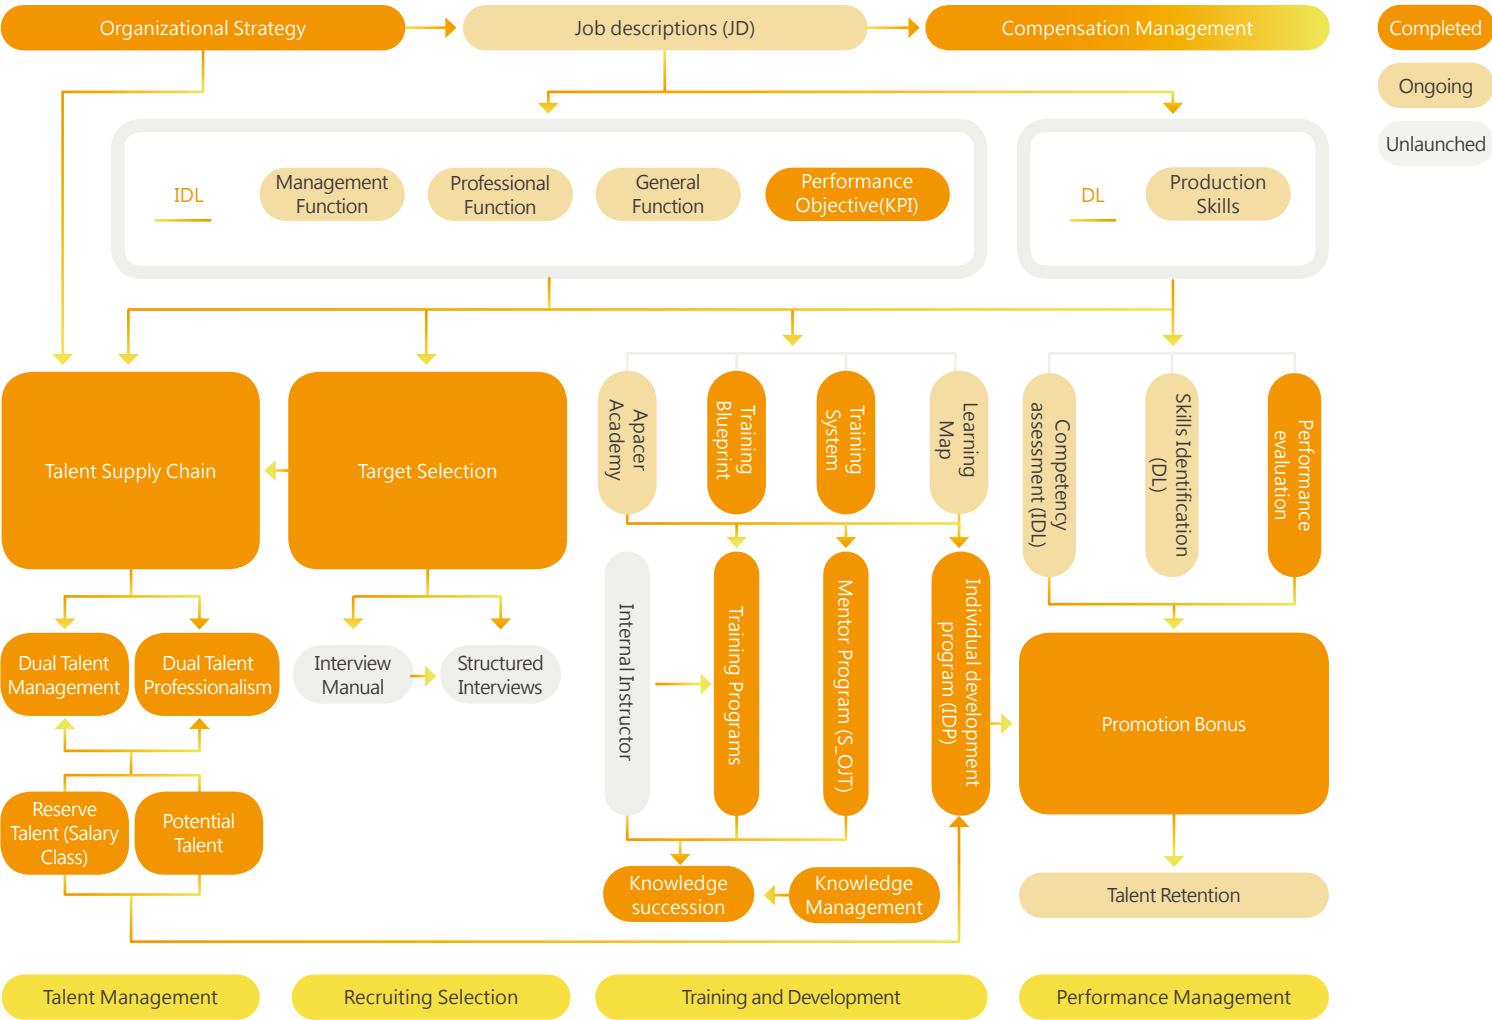 Organizational Strategy
Job descriptions (JD)
Compensation Management
Completed
Ongoing
Unlaunched
IDL
Management
Function
Professional
Function
General
Function
Performance
Objective(KPI)
DL
Production
Skills
Talent Supply Chain
Target Selection
Apacer
Academy
Training
Blueprint
Training
System
Learning
Map
Competency
assessment (IDL)
Skills Identification
(DL)
Performance
evaluation
Dual Talent
Management
Dual Talent
Professionalism
Interview
Manual
Structured
Interviews
Internal Instructor
Training Programs
Mentor Program (S_OJT)
Individual development
program (IDP)
Promotion Bonus
Reserve
Talent (Salary
Class)
Potential
Talent
Knowledge
succession
Knowledge
Management
Talent Retention
Talent Management
Recruiting Selection
Training and Development
Performance Management